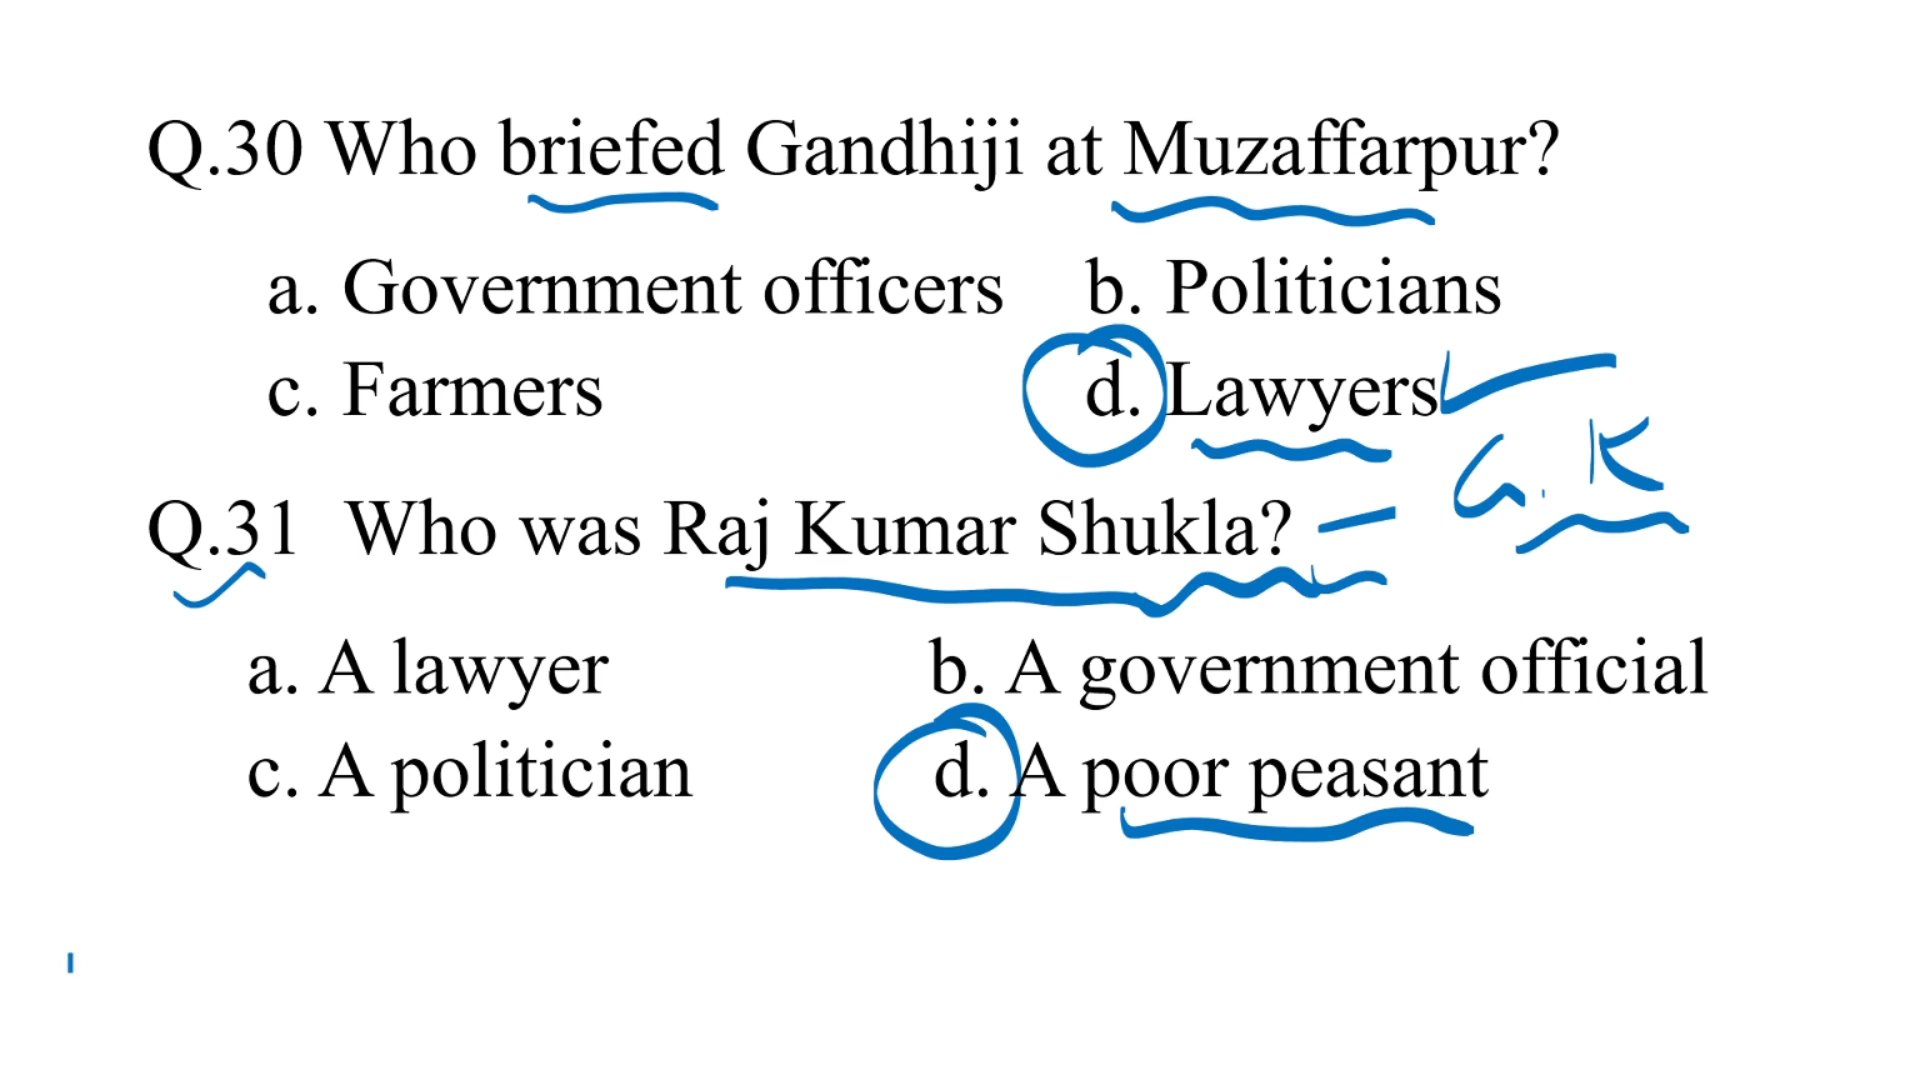 Q.30 Who briefed Gandhiji at Muzaffarpur?
a. Government officers b. Politicians
c. Farmers d. Lawyers
G.K
Q.31 Who was Raj Kumar Shukla? –
a. A lawyer b. A government official
c. A politician d. A poor peasant